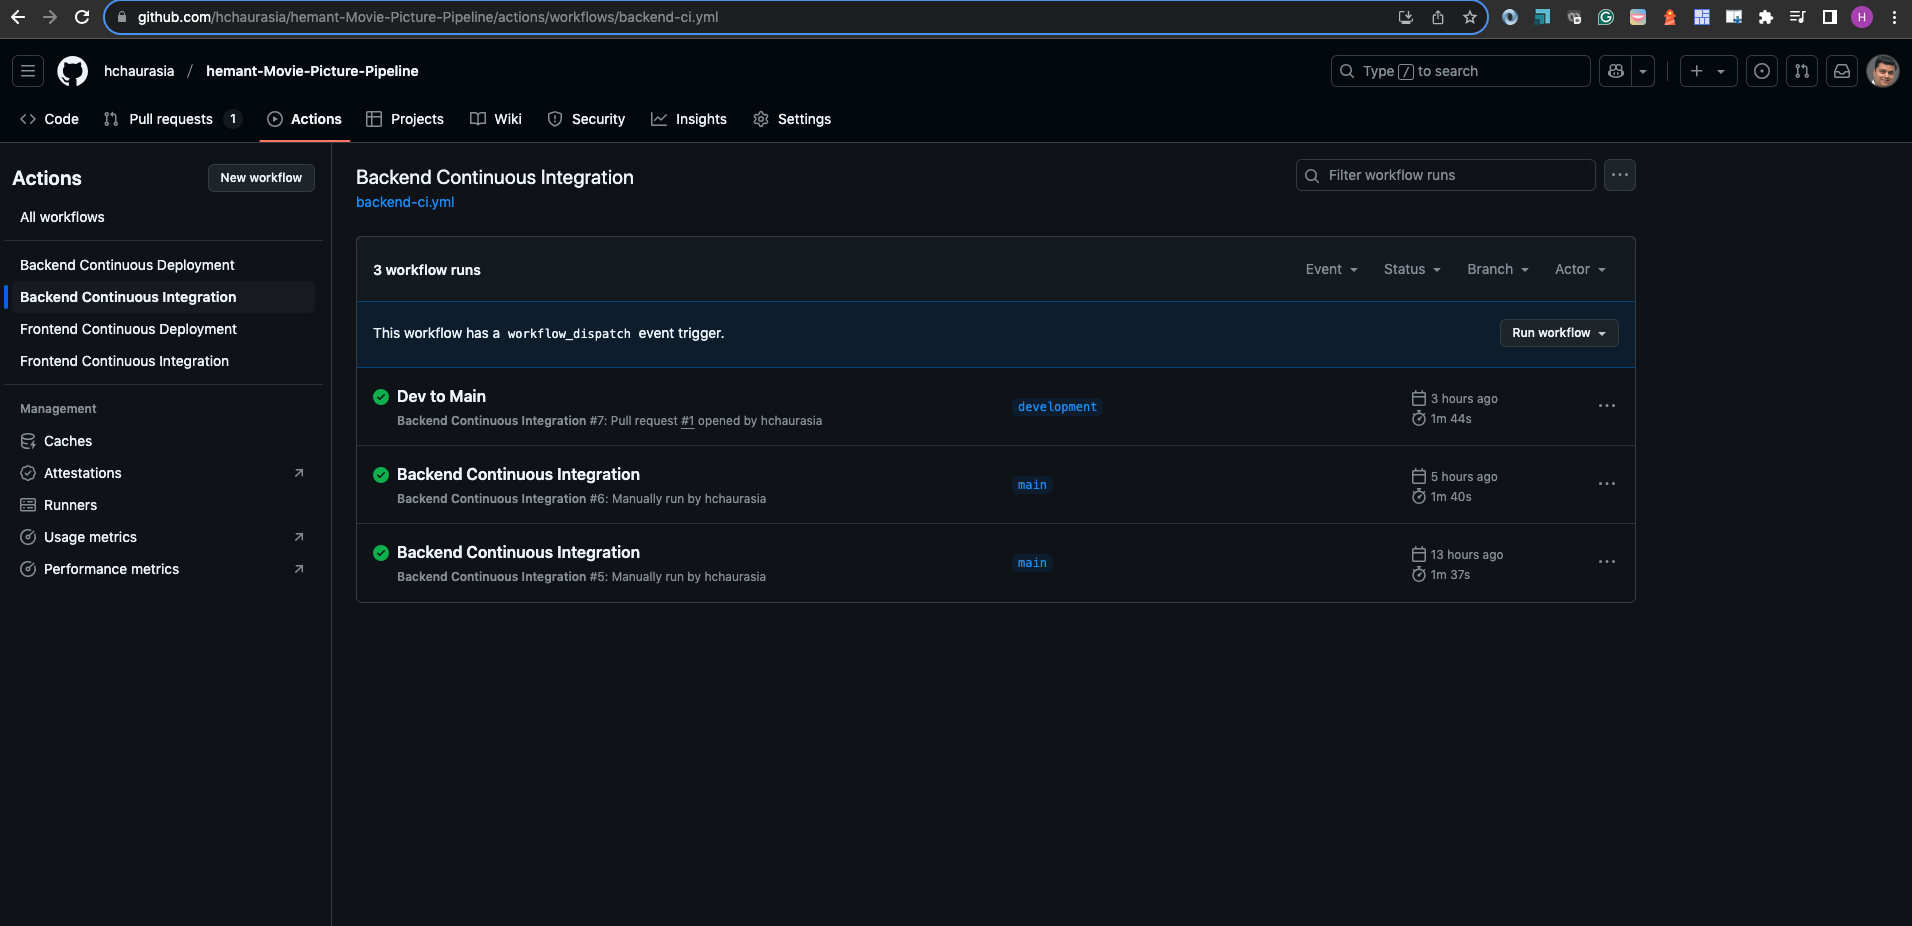 github.com/hchaurasia/hemant-Movie-Picture-Pipeline/actions/workflows/backend-ci.yml
H
hchaurasia / hemant-Movie-Picture-Pipeline
Type / to search
Code
Pull requests 1
Actions
Projects
Wiki
Security
Insights
Settings
Actions
New workflow
All workflows
Backend Continuous Deployment
Backend Continuous Integration
Frontend Continuous Deployment
Frontend Continuous Integration
Management
Caches
Attestations
Runners
Usage metrics
Performance metrics
Backend Continuous Integration
backend-ci.yml
Filter workflow runs
3 workflow runs
Event
Status
Branch
Actor
This workflow has a workflow_dispatch event trigger.
Run workflow
Dev to Main
Backend Continuous Integration #7: Pull request #1 opened by hchaurasia
development
3 hours ago
1m 44s
Backend Continuous Integration
Backend Continuous Integration #6: Manually run by hchaurasia
main
5 hours ago
1m 40s
Backend Continuous Integration
Backend Continuous Integration #5: Manually run by hchaurasia
main
13 hours ago
1m 37s